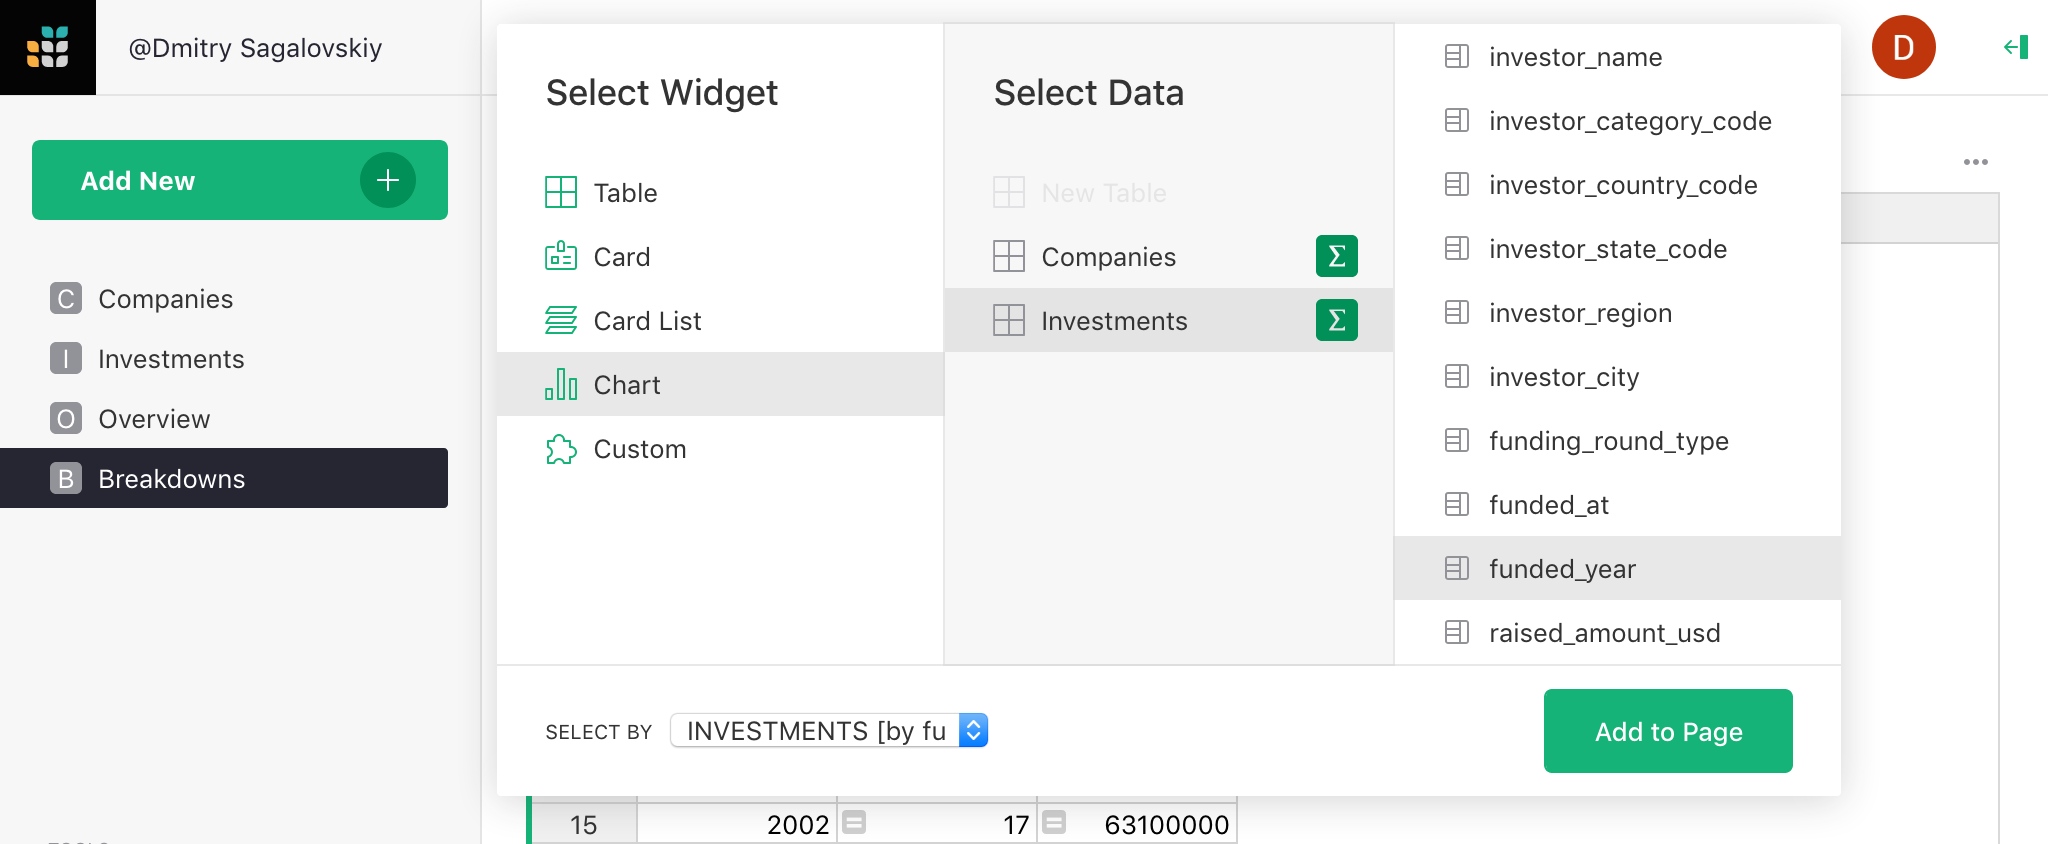 @Dmitry Sagalovskiy
D
Add New
C Companies
I Investments
O Overview
B Breakdowns
Select Widget
Table
Card
Card List
Chart
Custom
Select Data
New Table
Companies Σ
Investments Σ
investor_name
investor_category_code
investor_country_code
investor_state_code
investor_region
investor_city
funding_round_type
funded_at
funded_year
raised_amount_usd
SELECT BY INVESTMENTS [by fu
Add to Page
15 2002 = 17 = 63100000